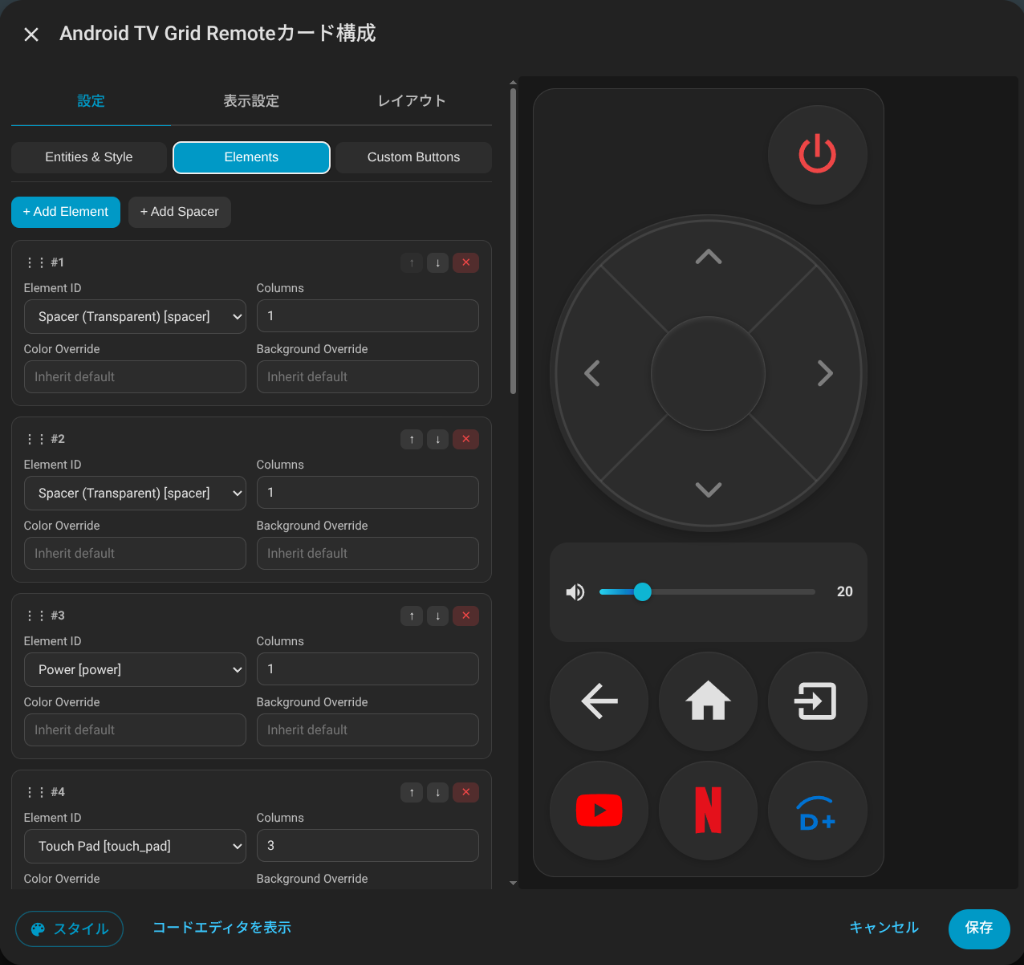 Android TV Grid Remoteカード構成
設定 表示設定 レイアウト
Entities & Style Elements Custom Buttons
+ Add Element + Add Spacer
#1
Element ID Columns
Spacer (Transparent) [spacer] 1
Color Override Background Override
Inherit default Inherit default
#2
Element ID Columns
Spacer (Transparent) [spacer] 1
Color Override Background Override
Inherit default Inherit default
#3
Element ID Columns
Power [power] 1
Color Override Background Override
Inherit default Inherit default
#4
Element ID Columns
Touch Pad [touch_pad] 3
Color Override Background Override
20
N
D+
スタイル コードエディタを表示 キャンセル 保存